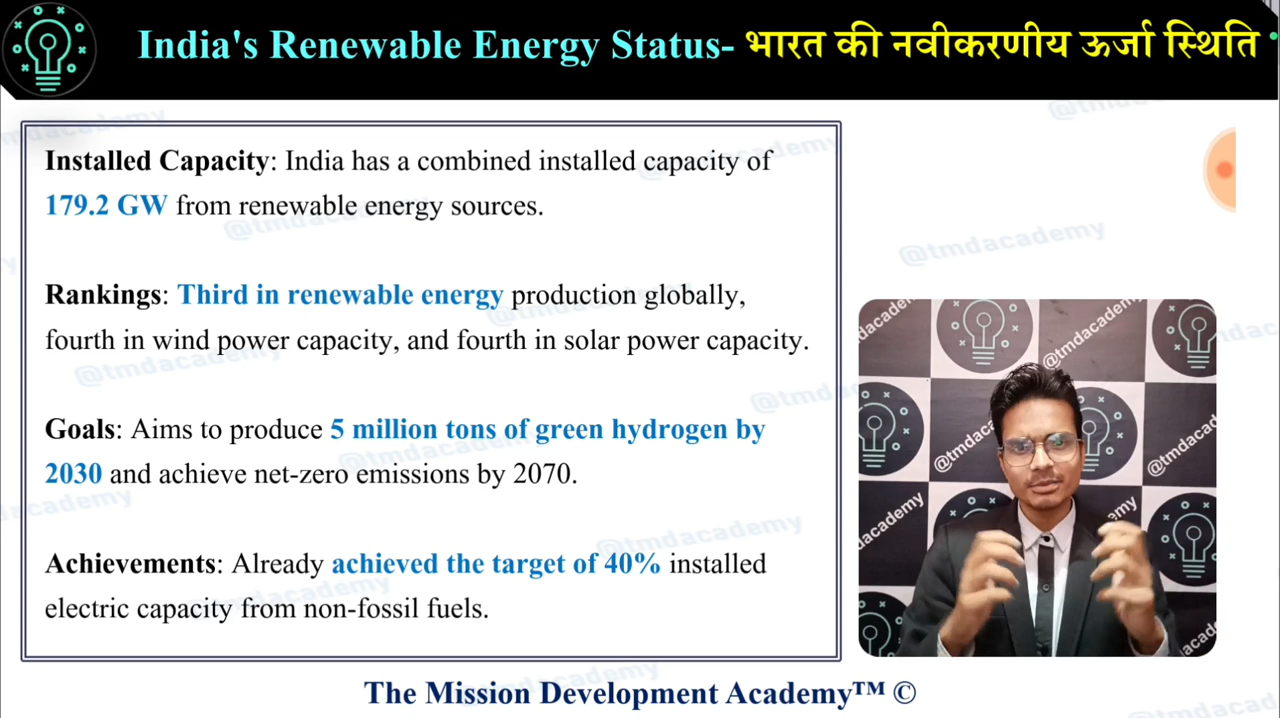 India's Renewable Energy Status- भारत की नवीकरणीय ऊर्जा स्थिति
Installed Capacity: India has a combined installed capacity of
179.2 GW from renewable energy sources.
Rankings: Third in renewable energy production globally,
fourth in wind power capacity, and fourth in solar power capacity.
Goals: Aims to produce 5 million tons of green hydrogen by
2030 and achieve net-zero emissions by 2070.
Achievements: Already achieved the target of 40% installed
electric capacity from non-fossil fuels.
@tmdacademy
@tmdacademy
@tmdacademy
The Mission Development Academy™ ©